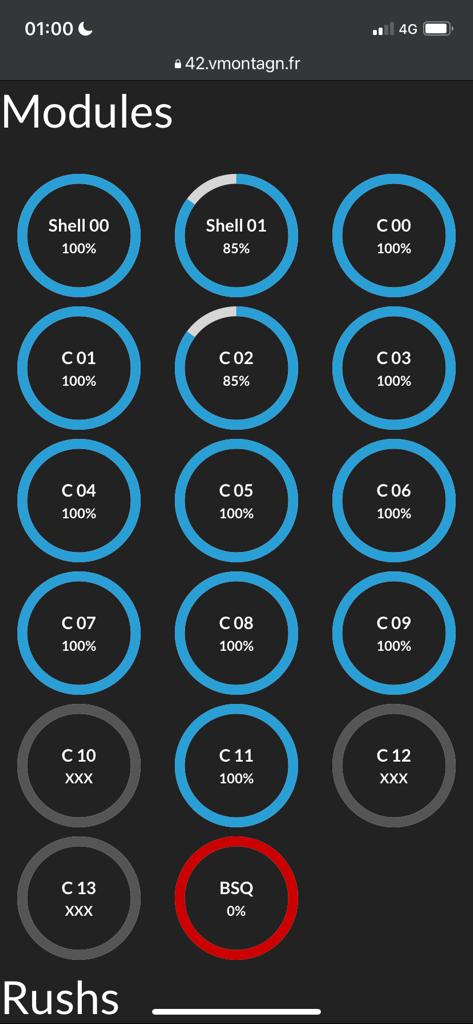 01:00
4G
42.vmontagn.fr
Modules
Shell 00
100%
Shell 01
85%
C 00
100%
C 01
100%
C 02
85%
C 03
100%
C 04
100%
C 05
100%
C 06
100%
C 07
100%
C 08
100%
C 09
100%
C 10
XXX
C 11
100%
C 12
XXX
C 13
XXX
BSQ
0%
Rushs